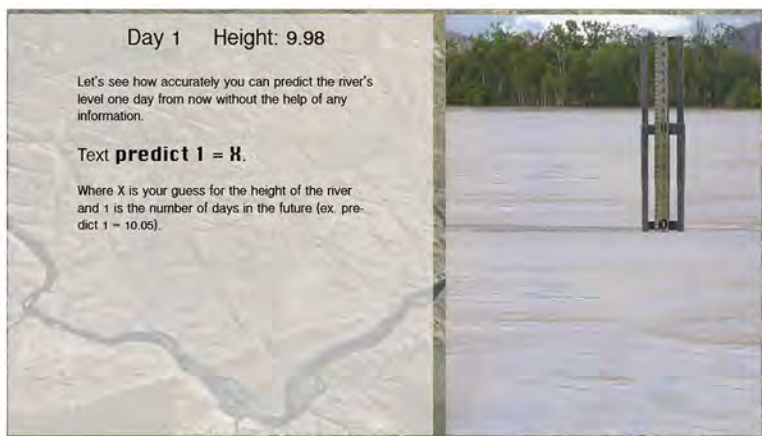 Day 1 Height: 9.98
Let's see how accurately you can predict the river's
level one day from now without the help of any
information.
Text predict 1 = X.
Where X is your guess for the height of the river
and 1 is the number of days in the future (ex. pre-
dict 1 = 10.05).